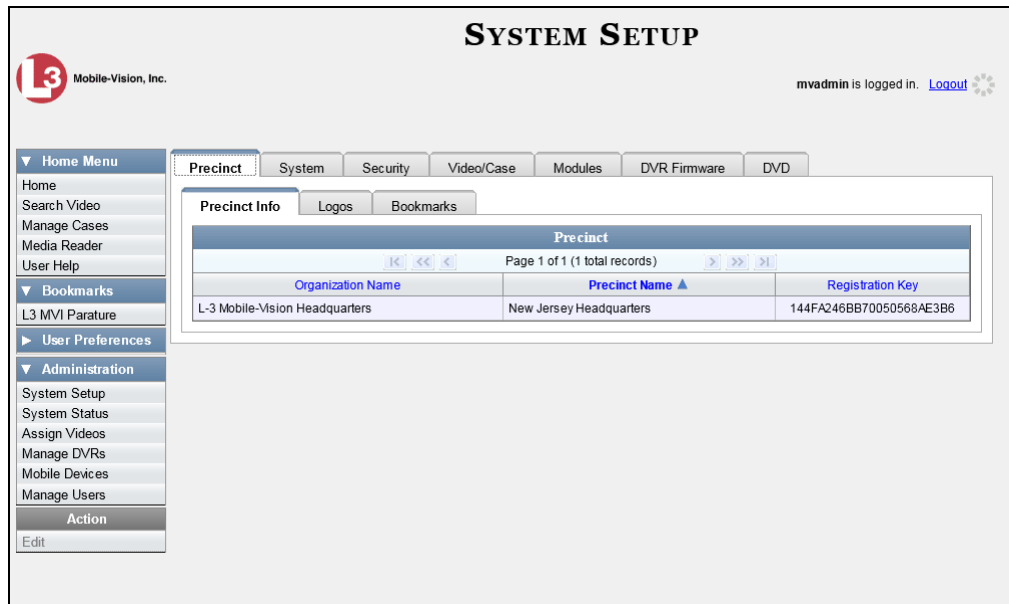 SYSTEM SETUP
L3 Mobile-Vision, Inc.
mvadmin is logged in. Logout
▼ Home Menu
Home
Search Video
Manage Cases
Media Reader
User Help
▼ Bookmarks
L3 MVI Parature
▶ User Preferences
▼ Administration
System Setup
System Status
Assign Videos
Manage DVRs
Mobile Devices
Manage Users
Action
Edit
Precinct System Security Video/Case Modules DVR Firmware DVD
Precinct Info Logos Bookmarks
Precinct
Page 1 of 1 (1 total records)
Organization Name Precinct Name ▲ Registration Key
L-3 Mobile-Vision Headquarters New Jersey Headquarters 144FA246BB70050568AE3B6